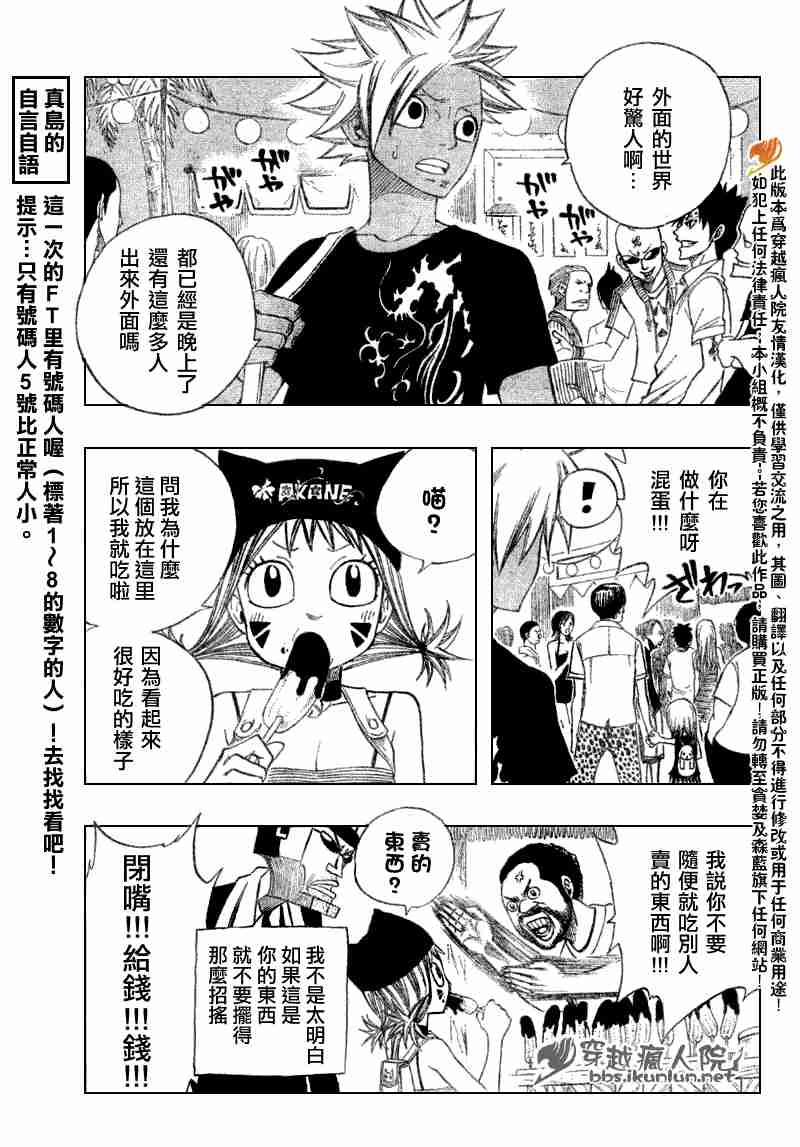 外面的世界
好驚人啊…
都已經是晚上了
還有這麼多人
出來外面嗎
がや
がや
がや
你在
做什麼呀
混蛋!!!
!
ざわっ
喵?
AKANE
問我為什麼
這個放在這裡
所以我就吃啦
因為看起來
很好吃的樣子
我説你不要
隨便就吃別人
賣的東西啊!!!
賣的
東西?
我不是太明白
如果這是
你的東西
就不要擺得
那麼招搖
閉嘴!!!給錢!!!錢!!!
真島的
自言自語
這一次的FT里有號碼人喔(標著1~8的數字的人)!去找找看吧!
提示…只有號碼人5號比正常人小。
此版本爲穿越瘋人院友情漢化，僅供學習交流之用，其圖、翻譯以及任何部分不得進行修改或用于任何商業用途!
如犯上任何法律責任…本小組概不負責…若您喜歡此作品…請購買正版!請勿轉至貪婪及森藍旗下任何網站!
穿越瘋人院
bbs.ikunlun.net